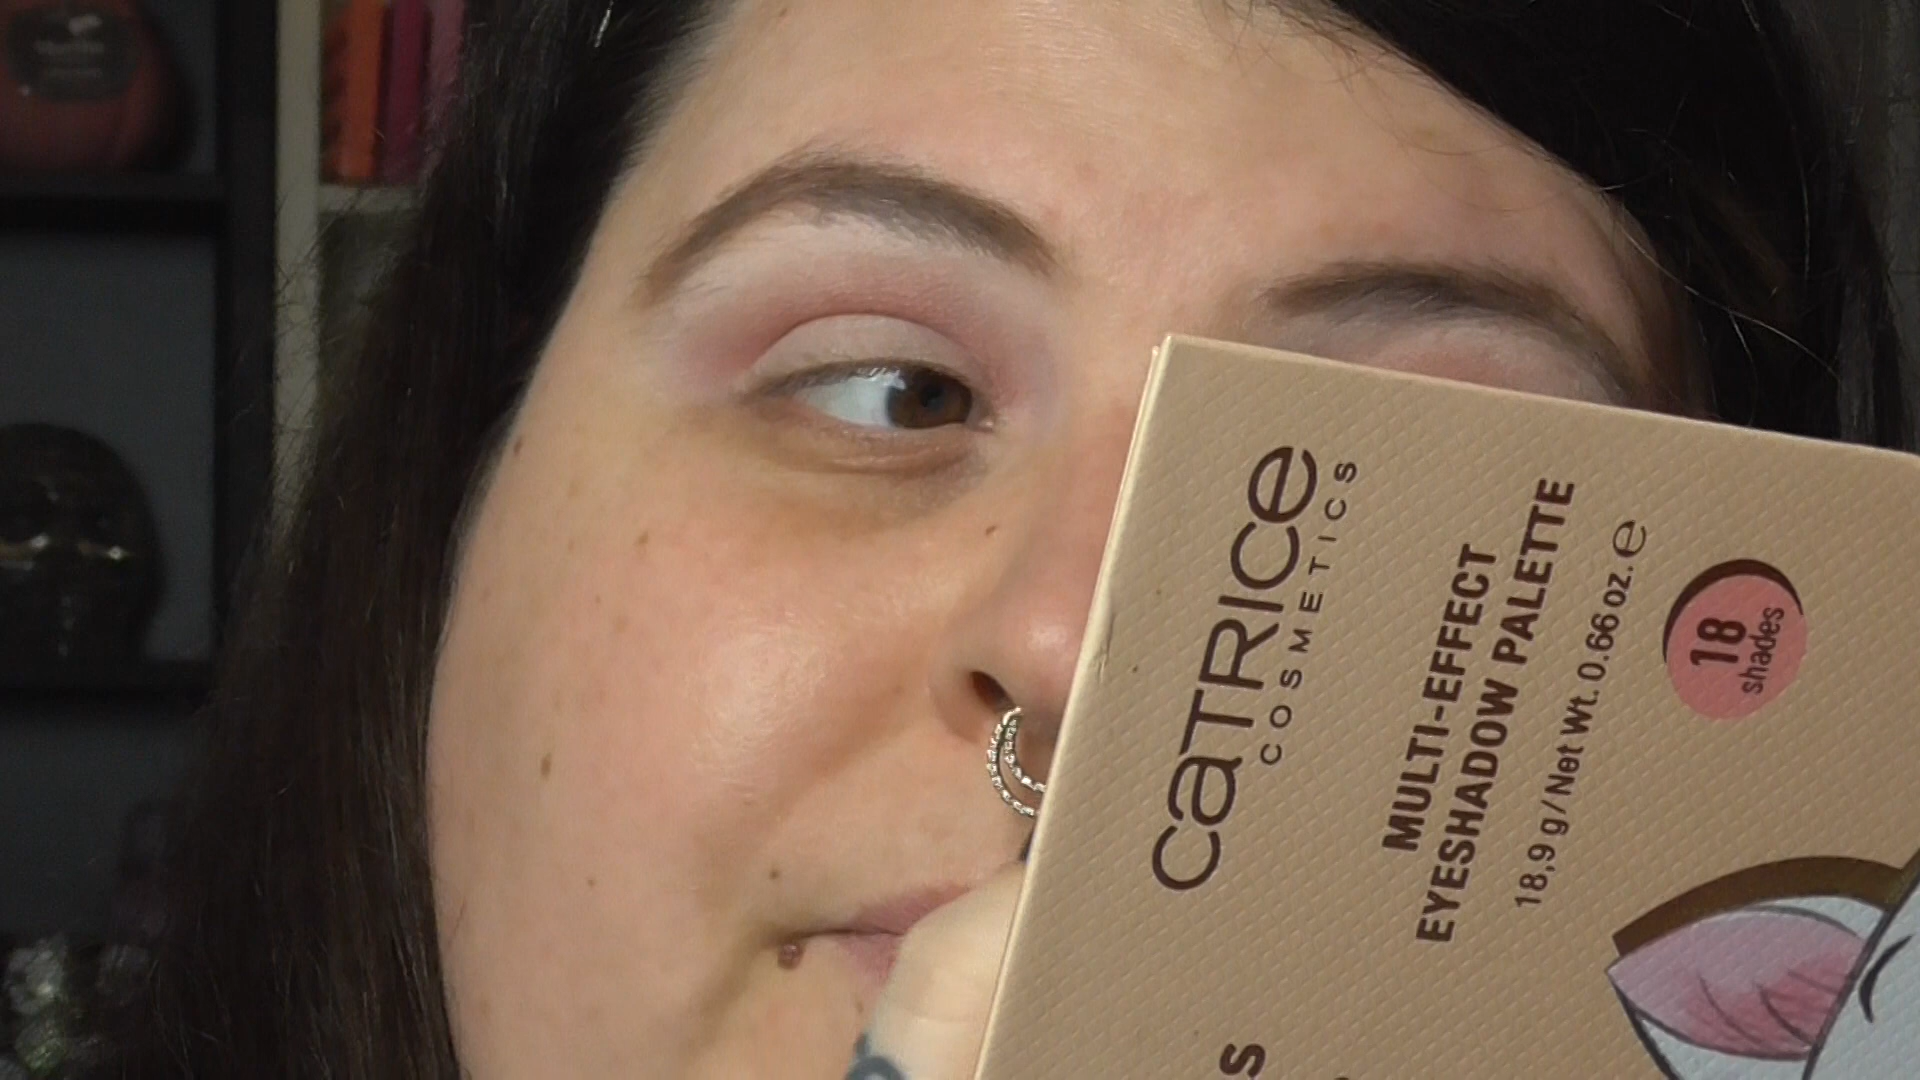 CATRICE
COSMETICS
MULTI-EFFECT
EYESHADOW PALETTE
18,9 g/Net Wt. 0.66 oz. e
18
shades
S